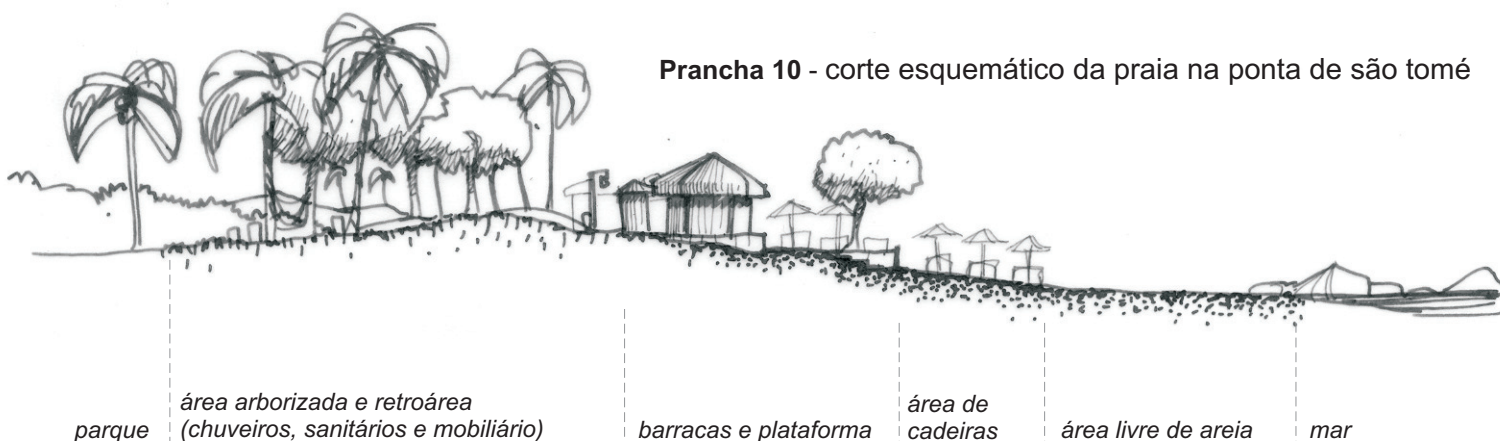 Prancha 10 - corte esquemático da praia na ponta de são tomé
parque
área arborizada e retroárea
(chuveiros, sanitários e mobiliário)
barracas e plataforma
área de
cadeiras
área livre de areia
mar